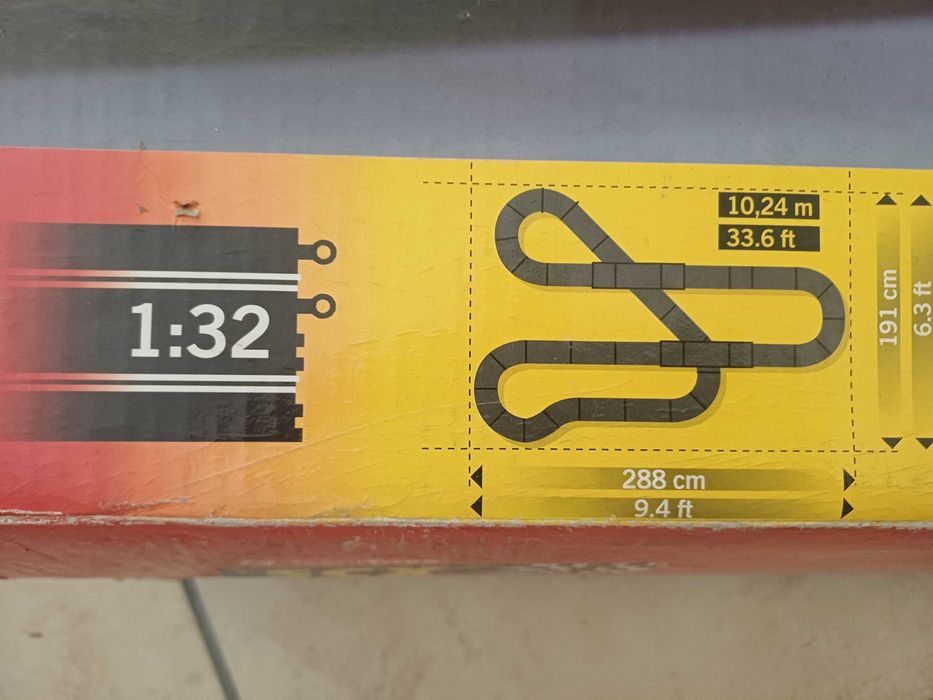 1:32
10,24 m
33.6 ft
191 cm
6.3 ft
288 cm
9.4 ft